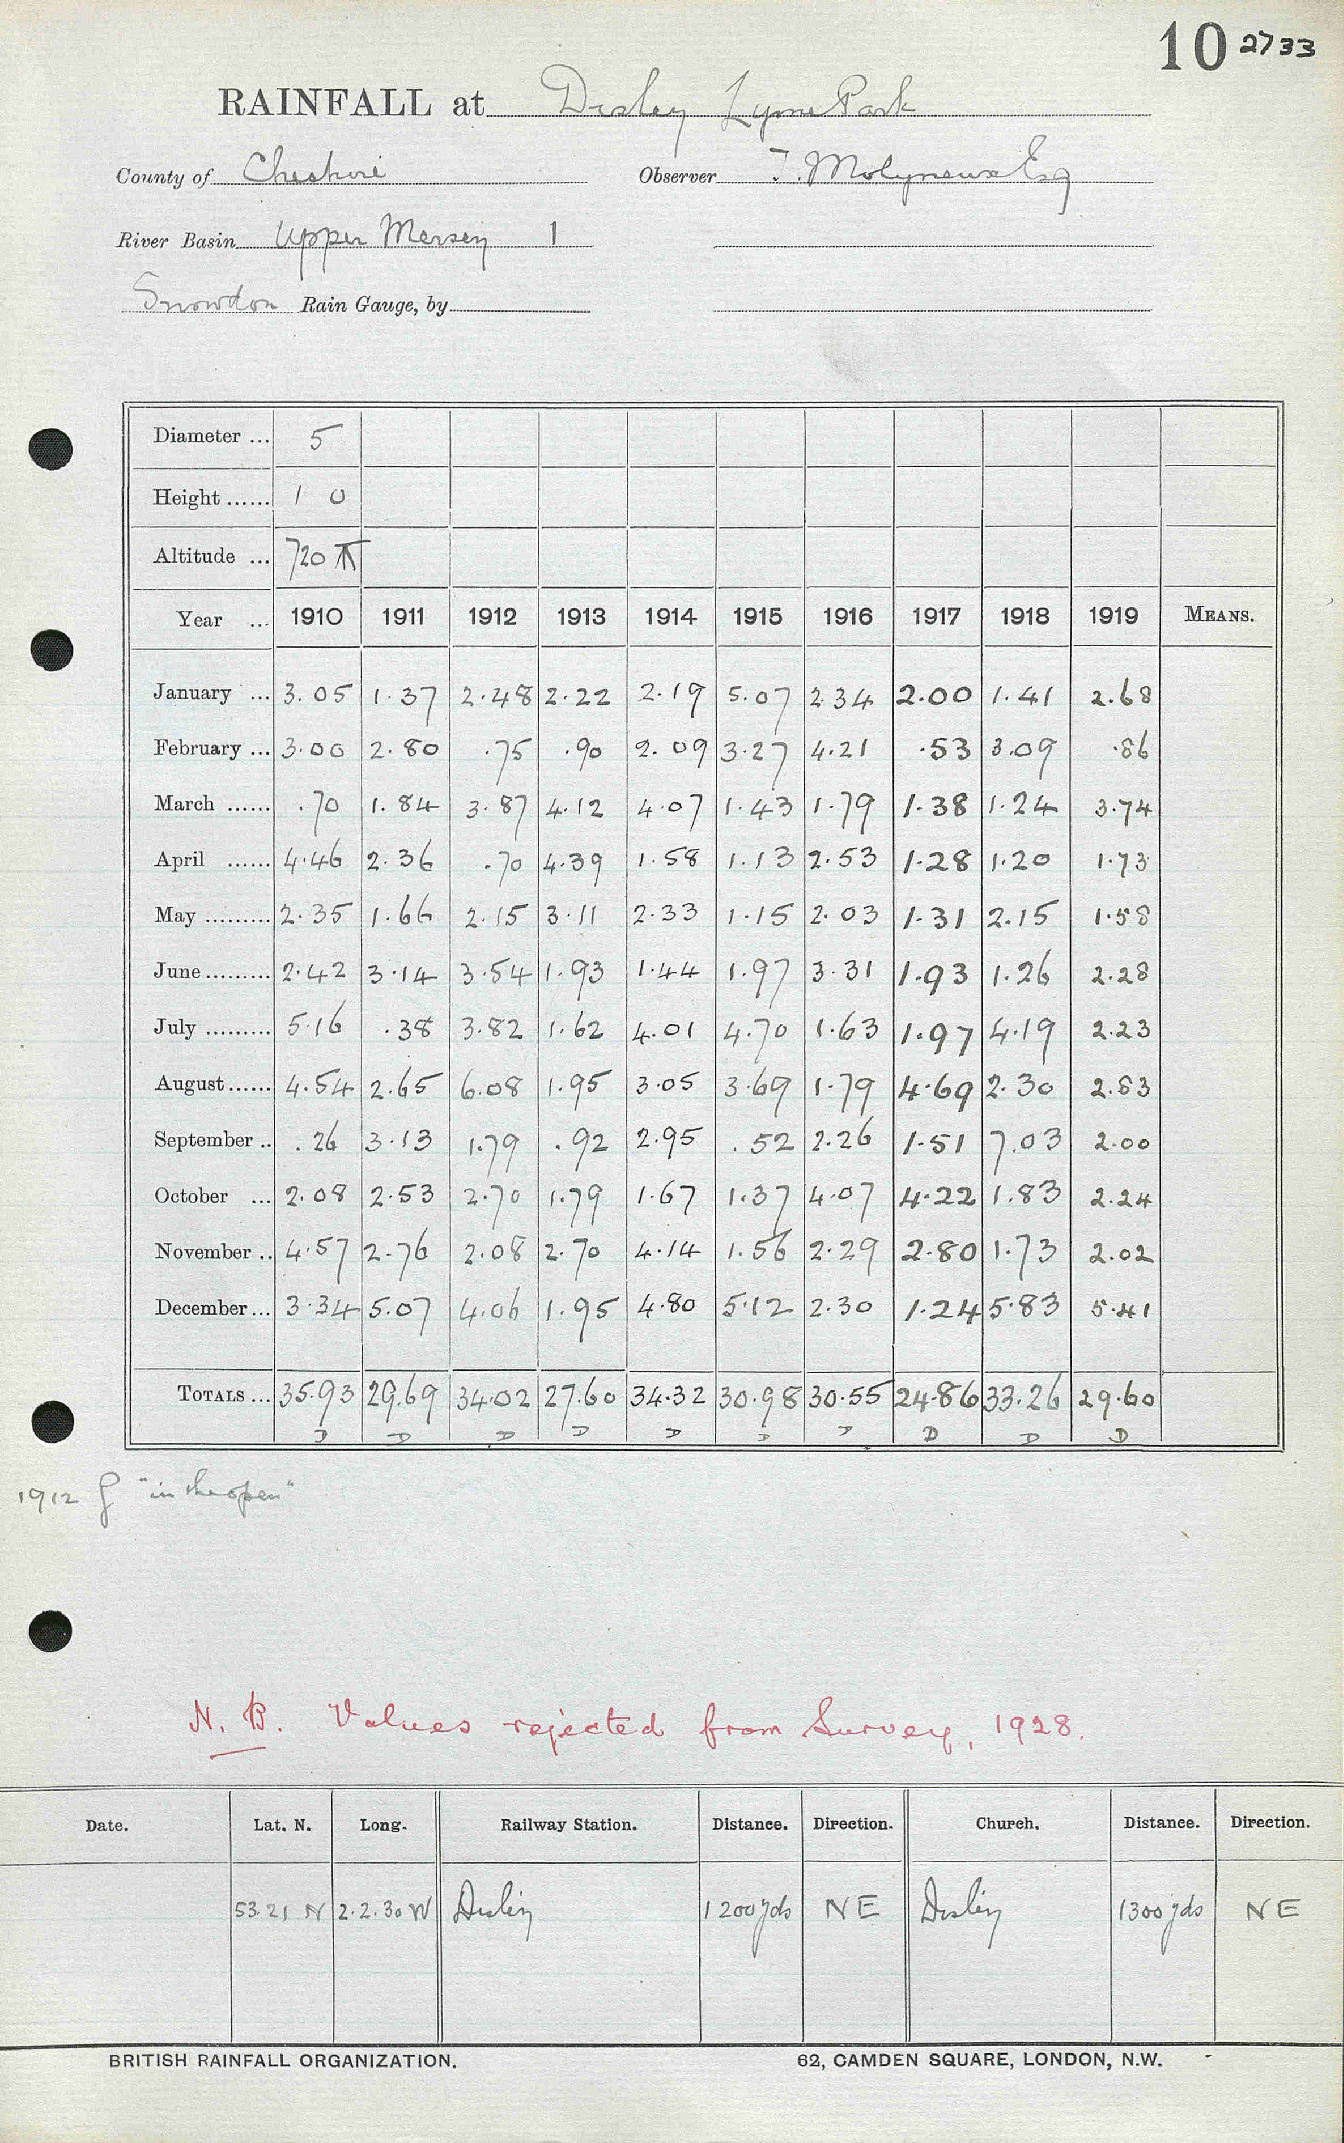 10 2733
RAINFALL at Disley Lyme Park
County of Cheshire Observer T. Molyneux Esq
River Basin Upper Mersey 1
Snowdon Rain Gauge, by
Diameter ... 5
Height ...... 1 0
Altitude ... 720 ft
Year ... 1910 1911 1912 1913 1914 1915 1916 1917 1918 1919 MEANS.
January ... 3.05 1.37 2.48 2.22 2.19 5.07 2.34 2.00 1.41 2.68
February ... 3.00 2.80 .75 .90 2.09 3.27 4.21 .53 3.09 .86
March ...... .70 1.84 3.87 4.12 4.07 1.43 1.79 1.38 1.24 3.74
April ...... 4.46 2.36 .70 4.39 1.58 1.13 2.53 1.28 1.20 1.73
May ......... 2.35 1.66 2.15 3.11 2.33 1.15 2.03 1.31 2.15 1.58
June ......... 2.42 3.14 3.54 1.93 1.44 1.97 3.31 1.93 1.26 2.28
July ......... 5.16 .38 3.82 1.62 4.01 4.70 1.63 1.97 4.19 2.23
August ...... 4.54 2.65 6.08 1.95 3.05 3.69 1.79 4.69 2.30 2.83
September .. .26 3.13 1.79 .92 2.95 .52 2.26 1.51 7.03 2.00
October ... 2.08 2.53 2.70 1.79 1.67 1.37 4.07 4.22 1.83 2.24
November .. 4.57 2.76 2.08 2.70 4.14 1.56 2.29 2.80 1.73 2.02
December ... 3.34 5.07 4.06 1.95 4.80 5.12 2.30 1.24 5.83 5.41
TOTALS ... 35.93 29.69 34.02 27.60 34.32 30.98 30.55 24.86 33.26 29.60
D D D D D D D D D D
1912 G "in the open"
N.B. Values rejected from Survey, 1928.
Date. Lat. N. Long. Railway Station. Distance. Direction. Church. Distance. Direction.
53.21 N 2.2.30 W Disley 1200 yds NE Disley 1300 yds NE
BRITISH RAINFALL ORGANIZATION. 62, CAMDEN SQUARE, LONDON, N.W.